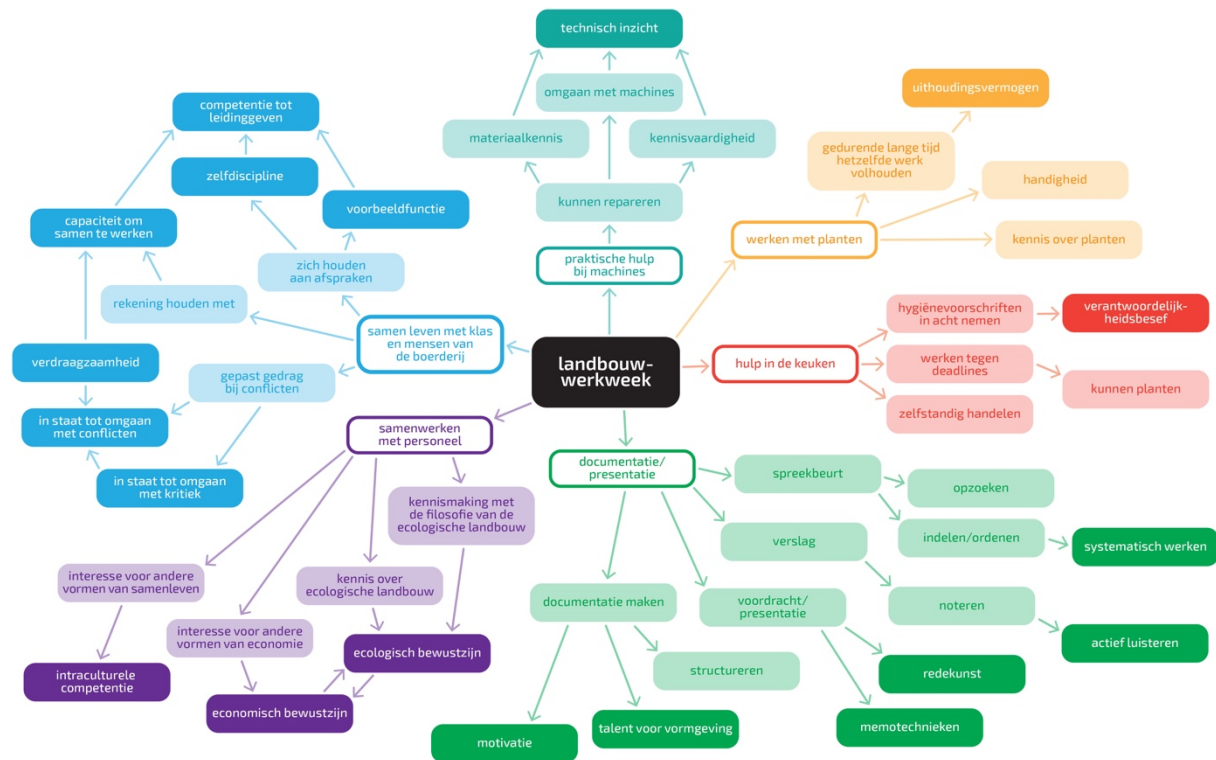 technisch inzicht
omgaan met machines
materiaalkennis
kennisvaardigheid
kunnen repareren
praktische hulp
bij machines
competentie tot
leidinggeven
zelfdiscipline
voorbeeldfunctie
capaciteit om
samen te werken
zich houden
aan afspraken
rekening houden met
samen leven met klas
en mensen van
de boerderij
verdraagzaamheid
gepast gedrag
bij conflicten
in staat tot omgaan
met conflicten
in staat tot omgaan
met kritiek
uithoudingsvermogen
gedurende lange tijd
hetzelfde werk
volhouden
handigheid
werken met planten
kennis over planten
landbouw-
werkweek
hulp in de keuken
hygiënevoorschriften
in acht nemen
verantwoordelijk-
heidsbesef
werken tegen
deadlines
kunnen planten
zelfstandig handelen
samenwerken
met personeel
kennismaking met
de filosofie van de
ecologische landbouw
interesse voor andere
vormen van samenleven
kennis over
ecologische landbouw
interesse voor andere
vormen van economie
ecologisch bewustzijn
intraculturele
competentie
economisch bewustzijn
documentatie/
presentatie
spreekbeurt
opzoeken
indelen/ordenen
systematisch werken
verslag
noteren
actief luisteren
documentatie maken
voordracht/
presentatie
structureren
redekunst
memotechnieken
talent voor vormgeving
motivatie